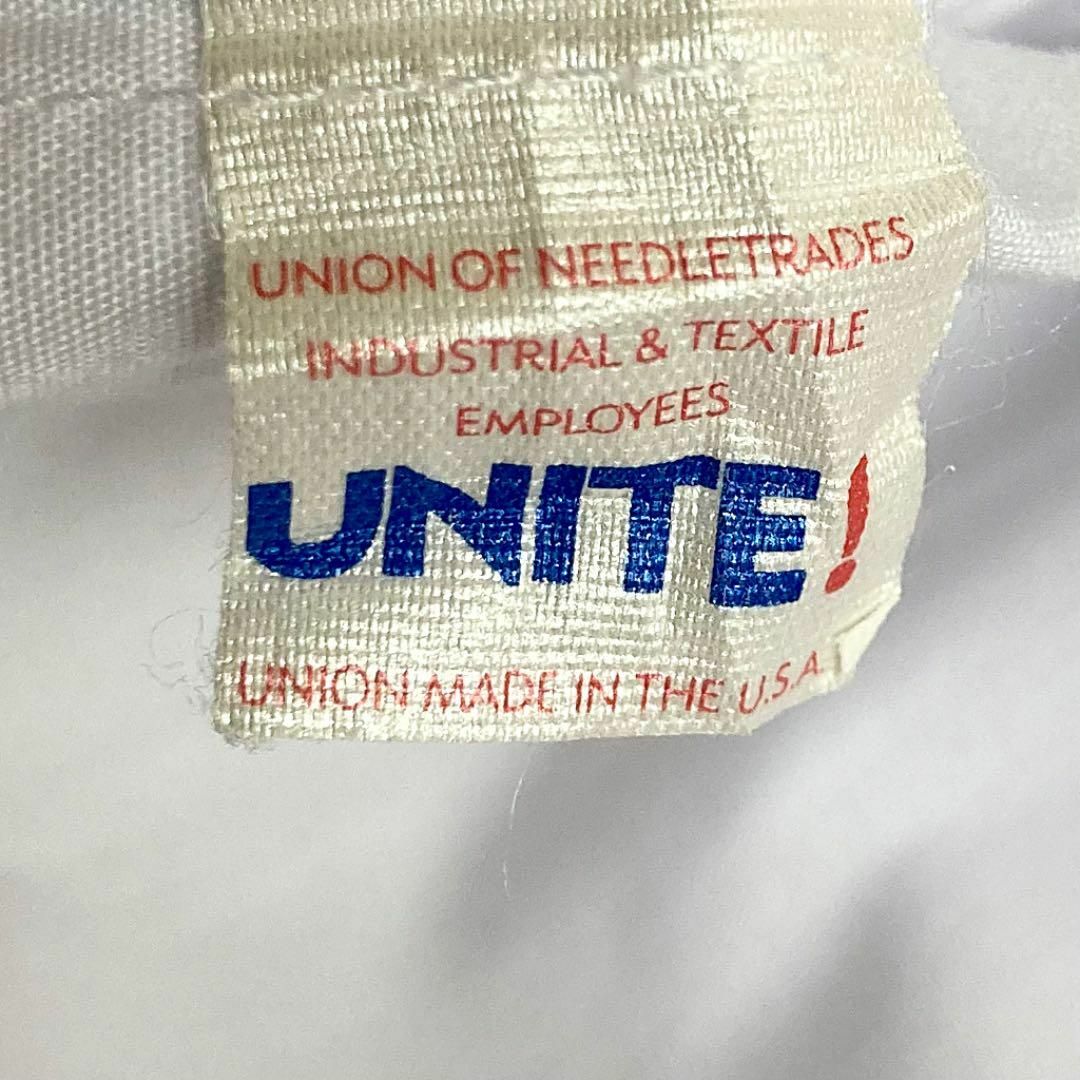 UNION OF NEEDLETRADES
INDUSTRIAL & TEXTILE
EMPLOYEES
UNITE!
UNION MADE IN THE U.S.A.